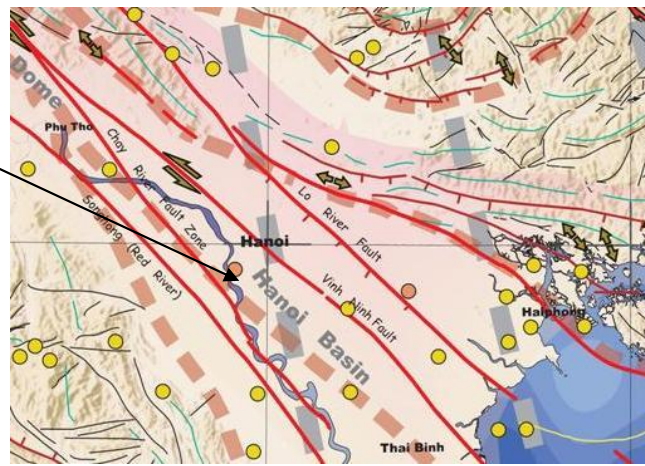 Dome
Phu Tho
Chay River Fault Zone
Songhong (Red River)
Lo River Fault
Hanoi
Vinh Ninh Fault
Hanoi Basin
Haiphong
Thai Binh